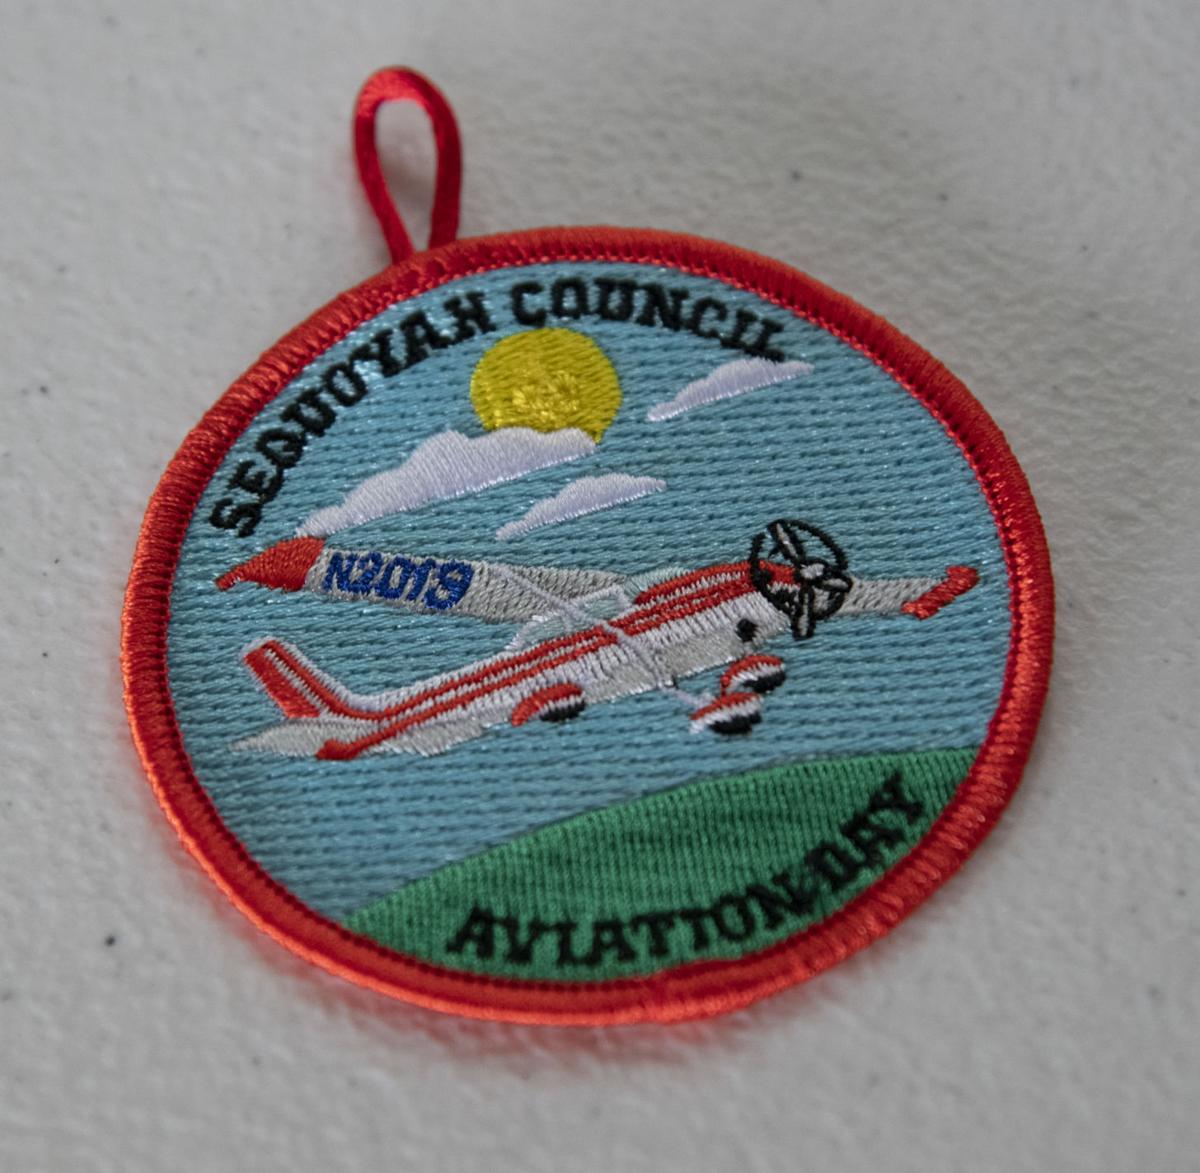 SEQUOYAH COUNCIL
N2019
AVIATION DAY